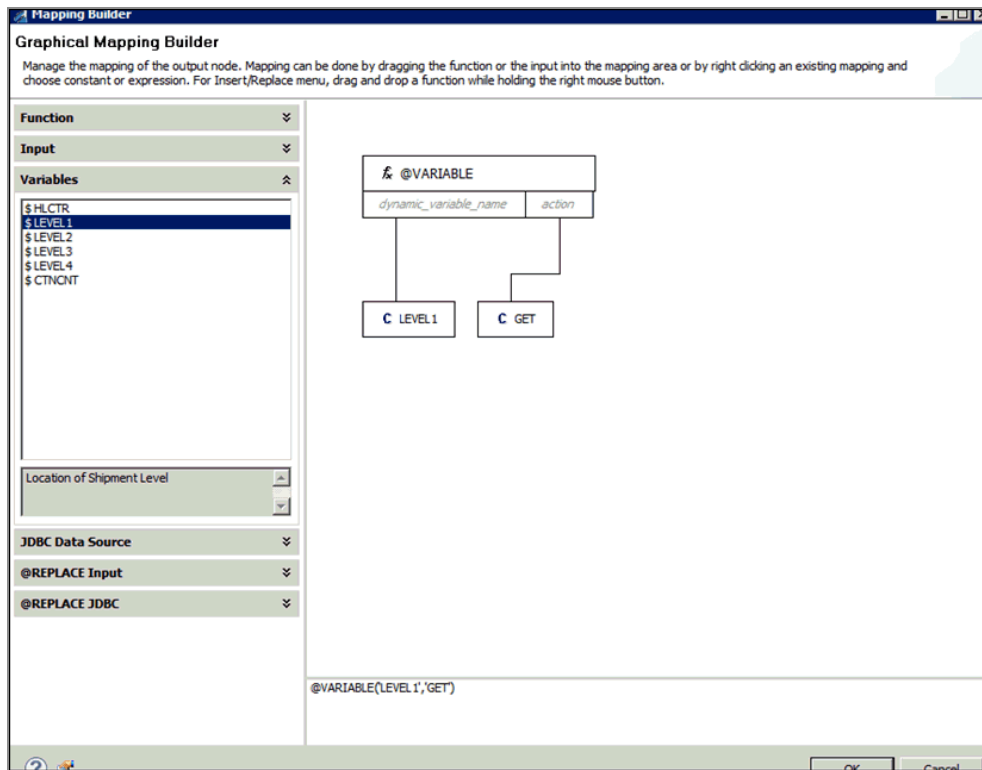 Mapping Builder
Graphical Mapping Builder
Manage the mapping of the output node. Mapping can be done by dragging the function or the input into the mapping area or by right clicking an existing mapping and
choose constant or expression. For Insert/Replace menu, drag and drop a function while holding the right mouse button.
Function
Input
Variables
$ HLCTR
$ LEVEL1
$ LEVEL2
$ LEVEL3
$ LEVEL4
$ CTNCNT
Location of Shipment Level
JDBC Data Source
@REPLACE Input
@REPLACE JDBC
fx @VARIABLE
dynamic_variable_name action
C LEVEL1 C GET
@VARIABLE('LEVEL1','GET')
OK Cancel